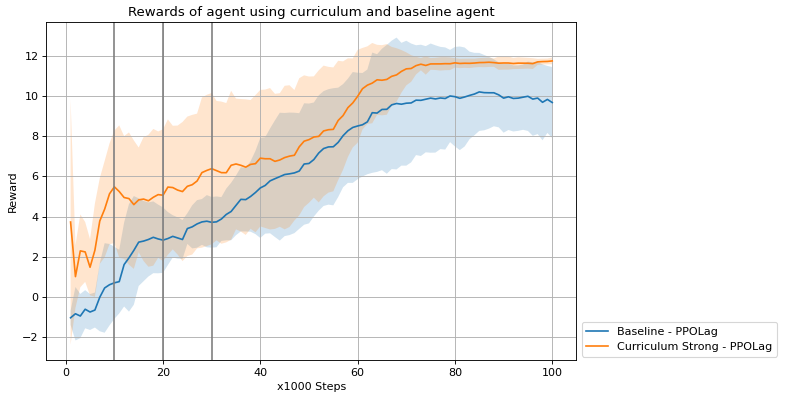 Rewards of agent using curriculum and baseline agent
Reward
12
10
8
6
4
2
0
−2
0
20
40
60
80
100
x1000 Steps
Baseline - PPOLag
Curriculum Strong - PPOLag